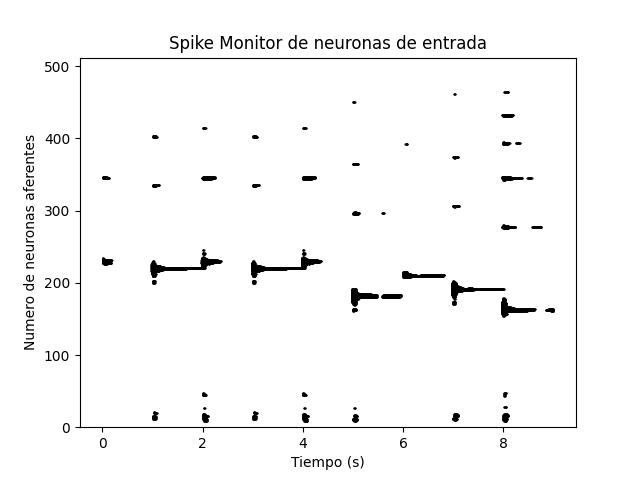 Spike Monitor de neuronas de entrada
500
400
300
200
100
0
Numero de neuronas aferentes
0 2 4 6 8
Tiempo (s)